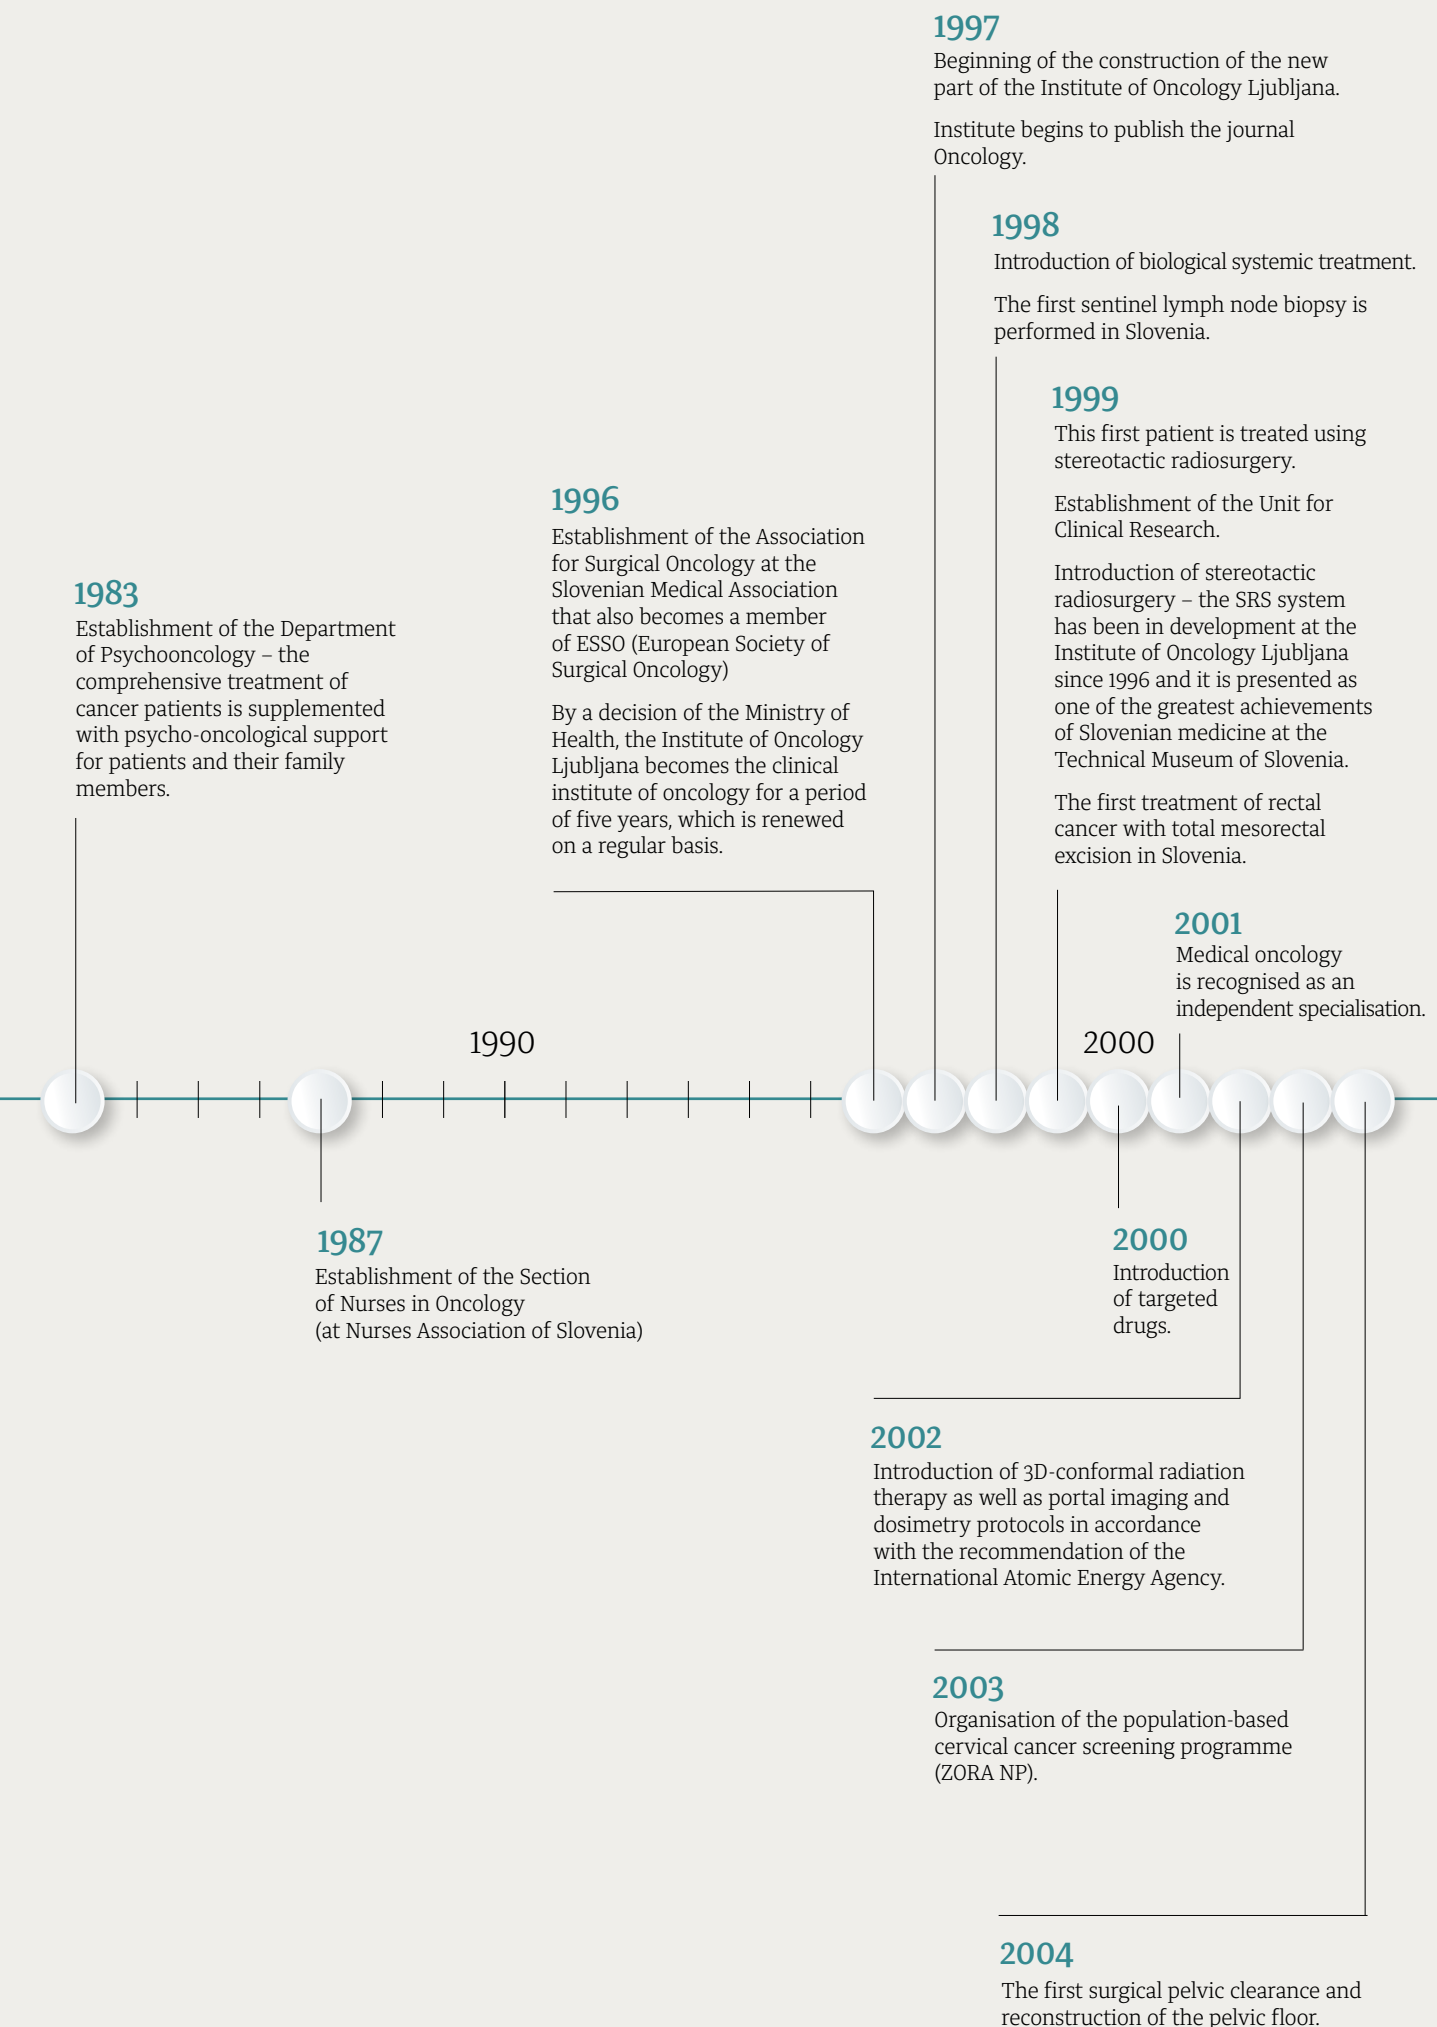 1997
Beginning of the construction of the new
part of the Institute of Oncology Ljubljana.
Institute begins to publish the journal
Oncology.
1998
Introduction of biological systemic treatment.
The first sentinel lymph node biopsy is
performed in Slovenia.
1999
This first patient is treated using
stereotactic radiosurgery.
Establishment of the Unit for
Clinical Research.
Introduction of stereotactic
radiosurgery – the SRS system
has been in development at the
Institute of Oncology Ljubljana
since 1996 and it is presented as
one of the greatest achievements
of Slovenian medicine at the
Technical Museum of Slovenia.
The first treatment of rectal
cancer with total mesorectal
excision in Slovenia.
1996
Establishment of the Association
for Surgical Oncology at the
Slovenian Medical Association
that also becomes a member
of ESSO (European Society of
Surgical Oncology)
By a decision of the Ministry of
Health, the Institute of Oncology
Ljubljana becomes the clinical
institute of oncology for a period
of five years, which is renewed
on a regular basis.
1983
Establishment of the Department
of Psychooncology – the
comprehensive treatment of
cancer patients is supplemented
with psycho-oncological support
for patients and their family
members.
2001
Medical oncology
is recognised as an
independent specialisation.
1990
2000
1987
Establishment of the Section
of Nurses in Oncology
(at Nurses Association of Slovenia)
2000
Introduction
of targeted
drugs.
2002
Introduction of 3D-conformal radiation
therapy as well as portal imaging and
dosimetry protocols in accordance
with the recommendation of the
International Atomic Energy Agency.
2003
Organisation of the population-based
cervical cancer screening programme
(ZORA NP).
2004
The first surgical pelvic clearance and
reconstruction of the pelvic floor.